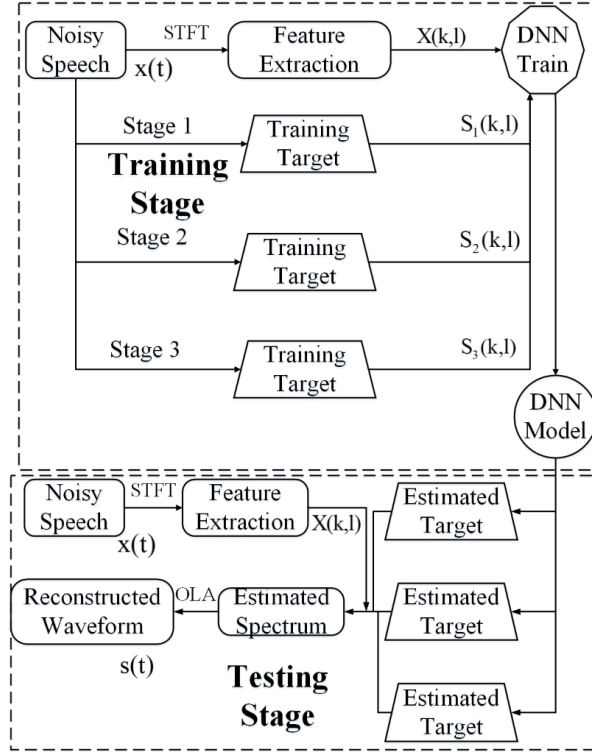 Noisy
Speech
STFT
x(t)
Feature
Extraction
X(k,l)
DNN
Train
Stage 1
Training
Target
S₁(k,l)
Training
Stage
Stage 2
Training
Target
S₂(k,l)
Stage 3
Training
Target
S₃(k,l)
DNN
Model
Noisy
Speech
STFT
x(t)
Feature
Extraction
X(k,l)
Estimated
Target
Reconstructed
Waveform
OLA
s(t)
Estimated
Spectrum
Estimated
Target
Testing
Stage
Estimated
Target